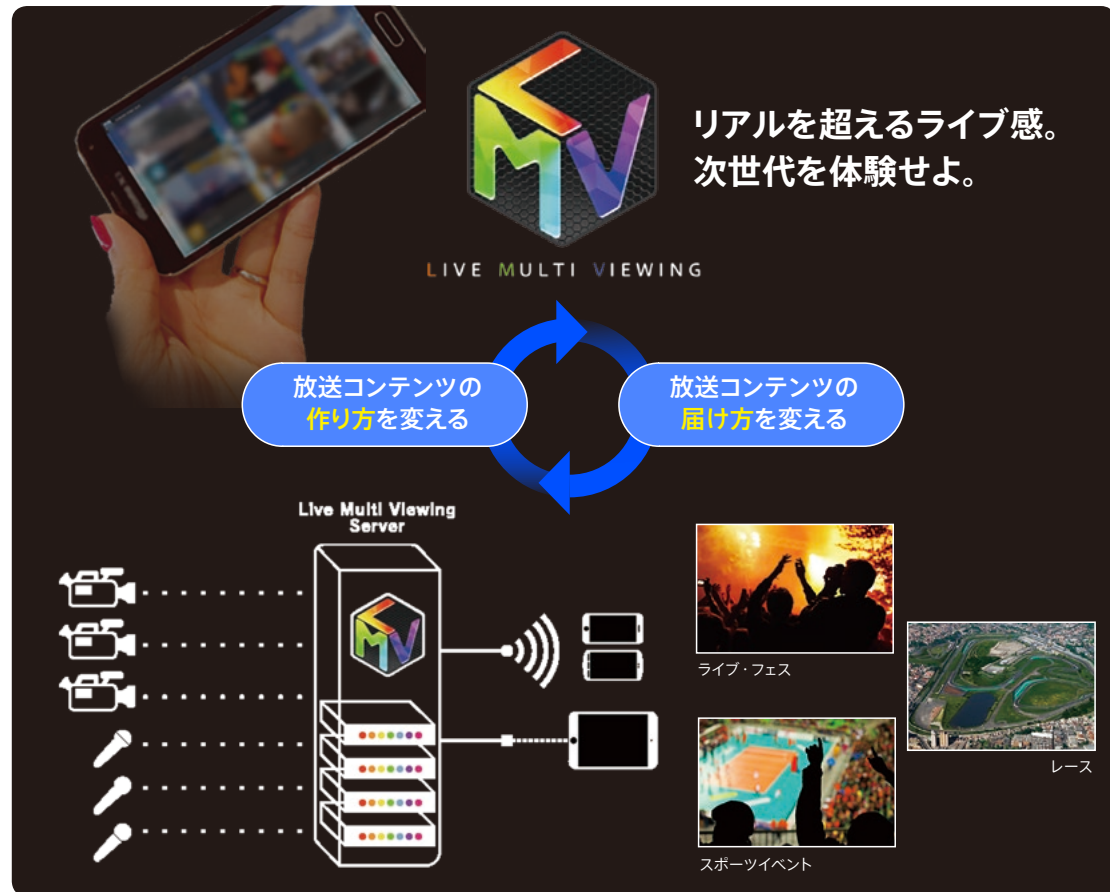 LMV
リアルを超えるライブ感。
次世代を体験せよ。
LIVE MULTI VIEWING
放送コンテンツの
作り方を変える
放送コンテンツの
届け方を変える
Live Multi Viewing
Server
LMV
ライブ・フェス
レース
スポーツイベント